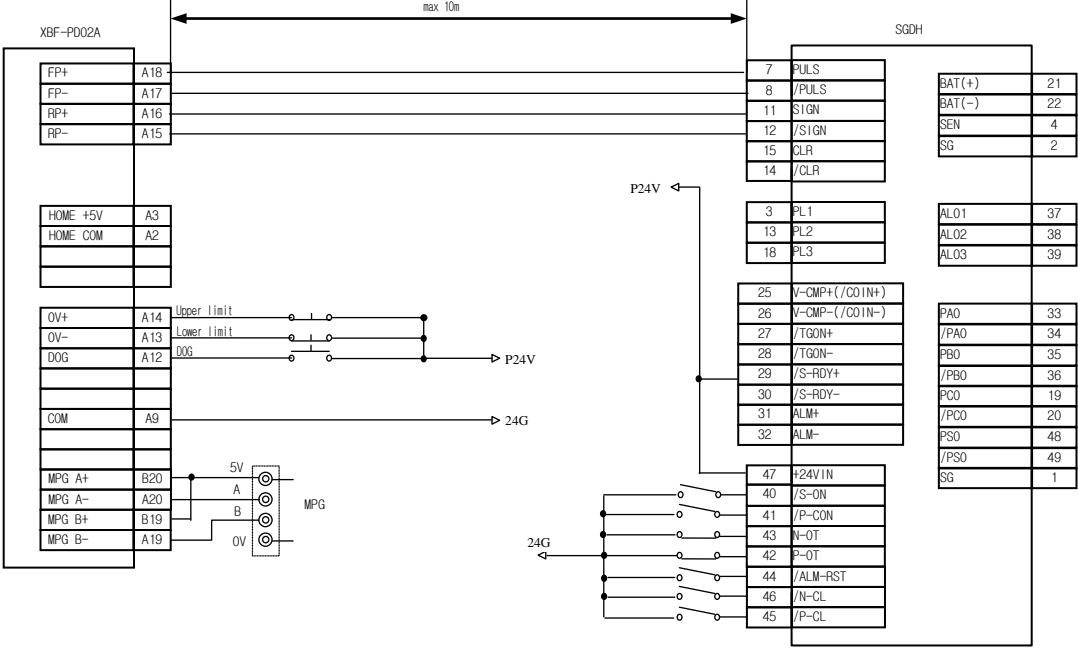 max 10m
XBF-PD02A
SGDH
FP+ A18
FP- A17
RP+ A16
RP- A15
7 PULS
8 /PULS
11 SIGN
12 /SIGN
15 CLR
14 /CLR
BAT(+) 21
BAT(-) 22
SEN 4
SG 2
P24V
HOME +5V A3
HOME COM A2
3 PL1
13 PL2
18 PL3
ALO1 37
ALO2 38
ALO3 39
OV+ A14 Upper limit
OV- A13 Lower limit
DOG A12 DOG
P24V
COM A9
24G
25 V-CMP+(/COIN+)
26 V-CMP-(/COIN-)
27 /TGON+
28 /TGON-
29 /S-RDY+
30 /S-RDY-
31 ALM+
32 ALM-
PAO 33
/PAO 34
PBO 35
/PBO 36
PCO 19
/PCO 20
PSO 48
/PSO 49
SG 1
MPG A+ B20
MPG A- A20
MPG B+ B19
MPG B- A19
5V
A
B
0V
MPG
24G
47 +24VIN
40 /S-ON
41 /P-CON
43 N-OT
42 P-OT
44 /ALM-RST
46 /N-CL
45 /P-CL